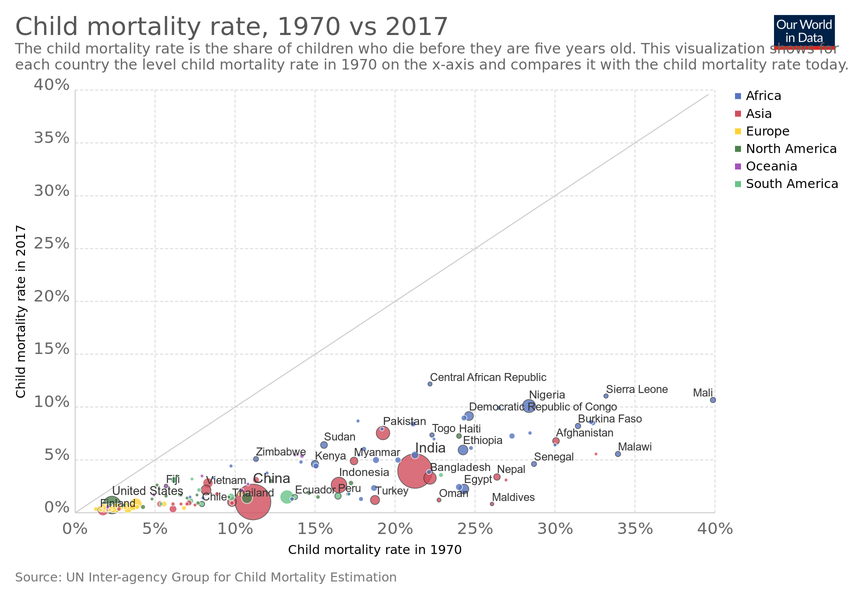 Child mortality rate, 1970 vs 2017
Our World
in Data
The child mortality rate is the share of children who die before they are five years old. This visualization shows for
each country the level child mortality rate in 1970 on the x-axis and compares it with the child mortality rate today.
40%
35%
30%
25%
20%
15%
10%
5%
0%
Child mortality rate in 2017
Africa
Asia
Europe
North America
Oceania
South America
Central African Republic
Sierra Leone
Mali
Nigeria
Democratic Republic of Congo
Pakistan
Togo
Haiti
Burkina Faso
Sudan
Ethiopia
Afghanistan
Zimbabwe
Kenya
Myanmar
India
Senegal
Malawi
Bangladesh
Nepal
Fiji
Vietnam
China
Indonesia
Egypt
United States
Chile
Thailand
Ecuador
Peru
Turkey
Oman
Maldives
Finland
0%
5%
10%
15%
20%
25%
30%
35%
40%
Child mortality rate in 1970
Source: UN Inter-agency Group for Child Mortality Estimation